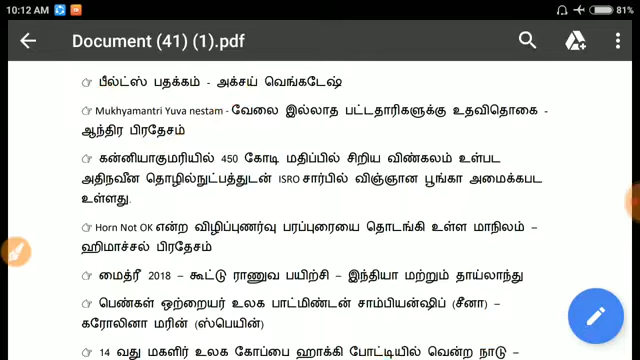 10:12 AM
81%
Document (41) (1).pdf
பீல்ட்ஸ் பதக்கம் - அக்சய் வெங்கடேஷ்
Mukhyamantri Yuva nestam - வேலை இல்லாத பட்டதாரிகளுக்கு உதவிதொகை -
ஆந்திர பிரதேசம்
கன்னியாகுமரியில் 450 கோடி மதிப்பில் சிறிய விண்கலம் உள்பட
அதிநவீன தொழில்நுட்பத்துடன் ISRO சார்பில் விஞ்ஞான பூங்கா அமைக்கபட
உள்ளது.
Horn Not OK என்ற விழிப்புணர்வு பரப்புரையை தொடங்கி உள்ள மாநிலம் –
ஹிமாச்சல் பிரதேசம்
மைத்ரீ 2018 – கூட்டு ராணுவ பயிற்சி – இந்தியா மற்றும் தாய்லாந்து
பெண்கள் ஒற்றையர் உலக பாட்மிண்டன் சாம்பியன்ஷிப் (சீனா) –
கரோலினா மரின் (ஸ்பெயின்)
14 வது மகளிர் உலக கோப்பை ஹாக்கி போட்டியில் வென்ற நாடு –